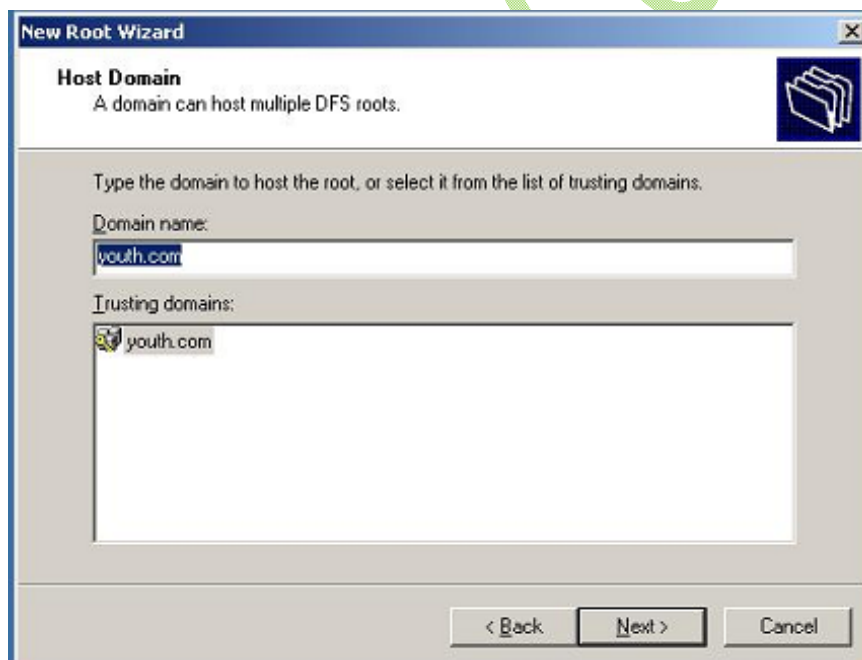 New Root Wizard
Host Domain
A domain can host multiple DFS roots.
Type the domain to host the root, or select it from the list of trusting domains.
Domain name:
youth.com
Trusting domains:
youth.com
< Back
Next >
Cancel